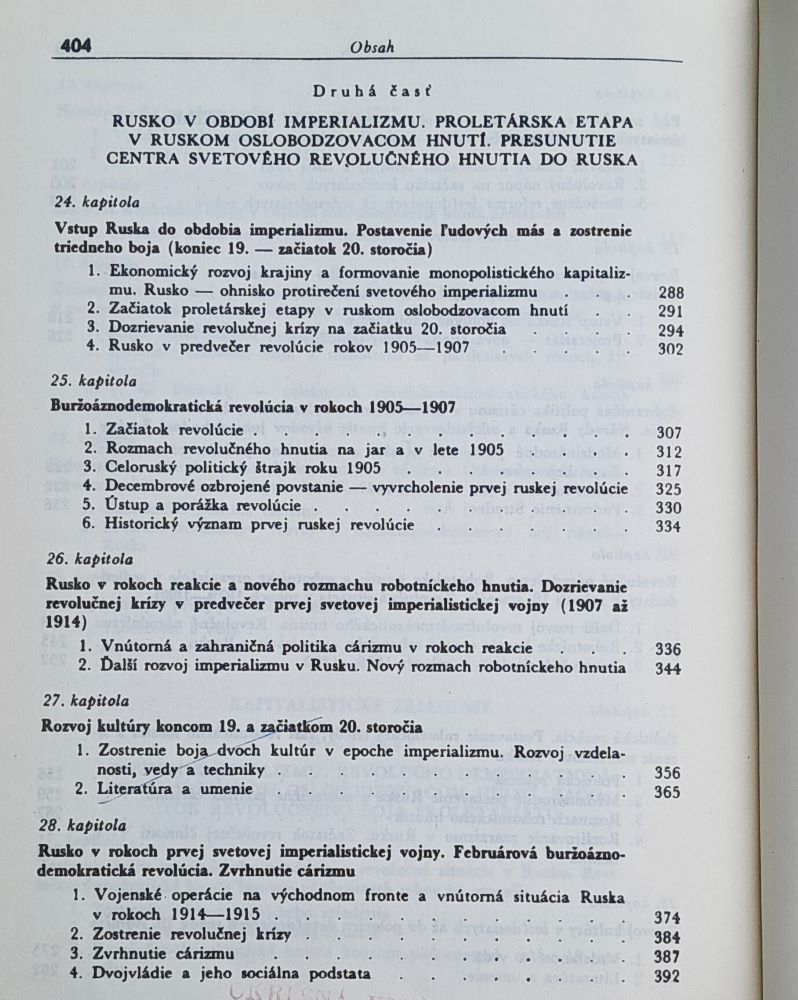 404 Obsah
Druhá časť
RUSKO V OBDOBÍ IMPERIALIZMU. PROLETÁRSKA ETAPA
V RUSKOM OSLOBODZOVACOM HNUTÍ. PRESUNUTIE
CENTRA SVETOVÉHO REVOLUČNÉHO HNUTIA DO RUSKA
24. kapitola
Vstup Ruska do obdobia imperializmu. Postavenie ľudových más a zostrenie
triedneho boja (koniec 19. — začiatok 20. storočia)
1. Ekonomický rozvoj krajiny a formovanie monopolistického kapitaliz-
mu. Rusko — ohnisko protirečení svetového imperializmu . . . 288
2. Začiatok proletárskej etapy v ruskom oslobodzovacom hnutí . . 291
3. Dozrievanie revolučnej krízy na začiatku 20. storočia . . . . 294
4. Rusko v predvečer revolúcie rokov 1905—1907 . . . . . 302
25. kapitola
Buržoáznodemokratická revolúcia v rokoch 1905—1907
1. Začiatok revolúcie . . . . . . . . . . . . 307
2. Rozmach revolučného hnutia na jar a v lete 1905 . . . . 312
3. Celoruský politický štrajk roku 1905 . . . . . . . 317
4. Decembrové ozbrojené povstanie — vyvrcholenie prvej ruskej revolúcie 325
5. Ústup a porážka revolúcie . . . . . . . . . . 330
6. Historický význam prvej ruskej revolúcie . . . . . . 334
26. kapitola
Rusko v rokoch reakcie a nového rozmachu robotníckeho hnutia. Dozrievanie
revolučnej krízy v predvečer prvej svetovej imperialistickej vojny (1907 až
1914)
1. Vnútorná a zahraničná politika cárizmu v rokoch reakcie . . . 336
2. Ďalší rozvoj imperializmu v Rusku. Nový rozmach robotníckeho hnutia 344
27. kapitola
Rozvoj kultúry koncom 19. a začiatkom 20. storočia
1. Zostrenie boja dvoch kultúr v epoche imperializmu. Rozvoj vzdela-
nosti, vedy a techniky . . . . . . . . . . . . 356
2. Literatúra a umenie . . . . . . . . . . . . 365
28. kapitola
Rusko v rokoch prvej svetovej imperialistickej vojny. Februárová buržoázno-
demokratická revolúcia. Zvrhnutie cárizmu
1. Vojenské operácie na východnom fronte a vnútorná situácia Ruska
v rokoch 1914—1915 . . . . . . . . . . . . 374
2. Zostrenie revolučnej krízy . . . . . . . . . . 384
3. Zvrhnutie cárizmu . . . . . . . . . . . . 387
4. Dvojvládie a jeho sociálna podstata . . . . . . . 392